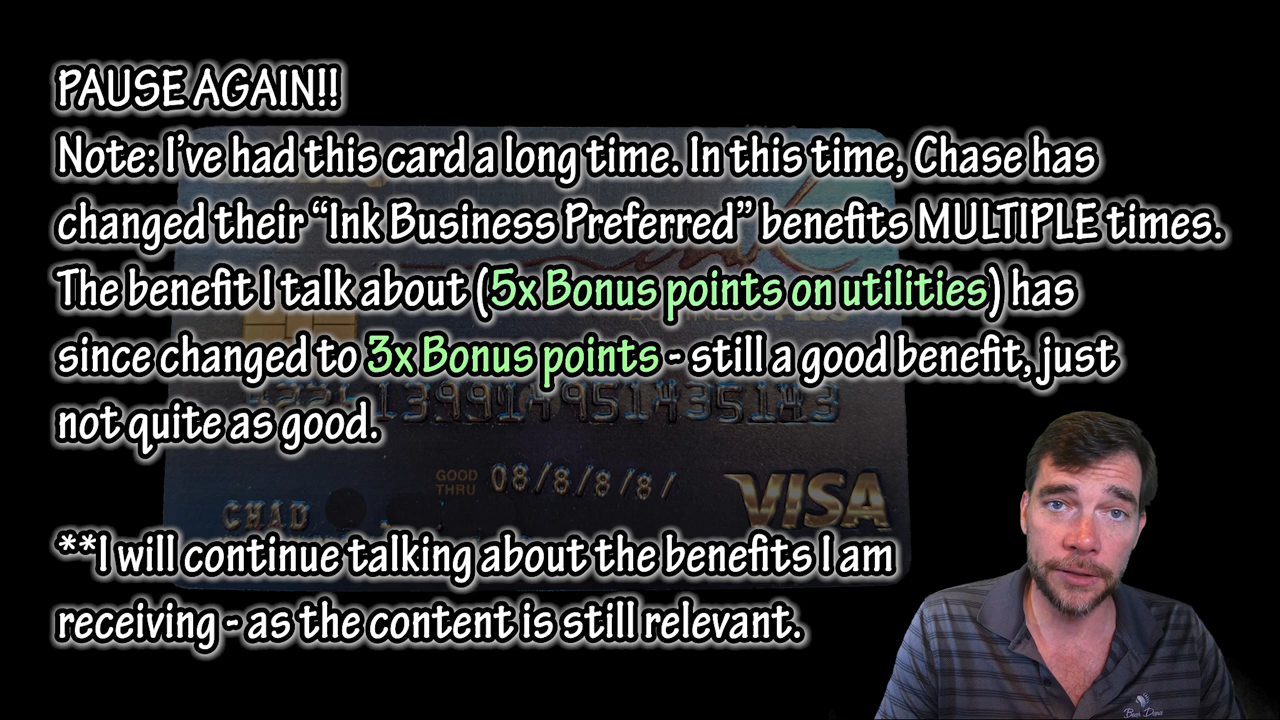 PAUSE AGAIN!!
Note: I've had this card a long time. In this time, Chase has
changed their “Ink Business Preferred” benefits MULTIPLE times.
The benefit I talk about (5x Bonus points on utilities) has
since changed to 3x Bonus points - still a good benefit, just
not quite as good.
GOOD
THRU
08/8/8/8/
VISA
CHAD
**I will continue talking about the benefits I am
receiving - as the content is still relevant.